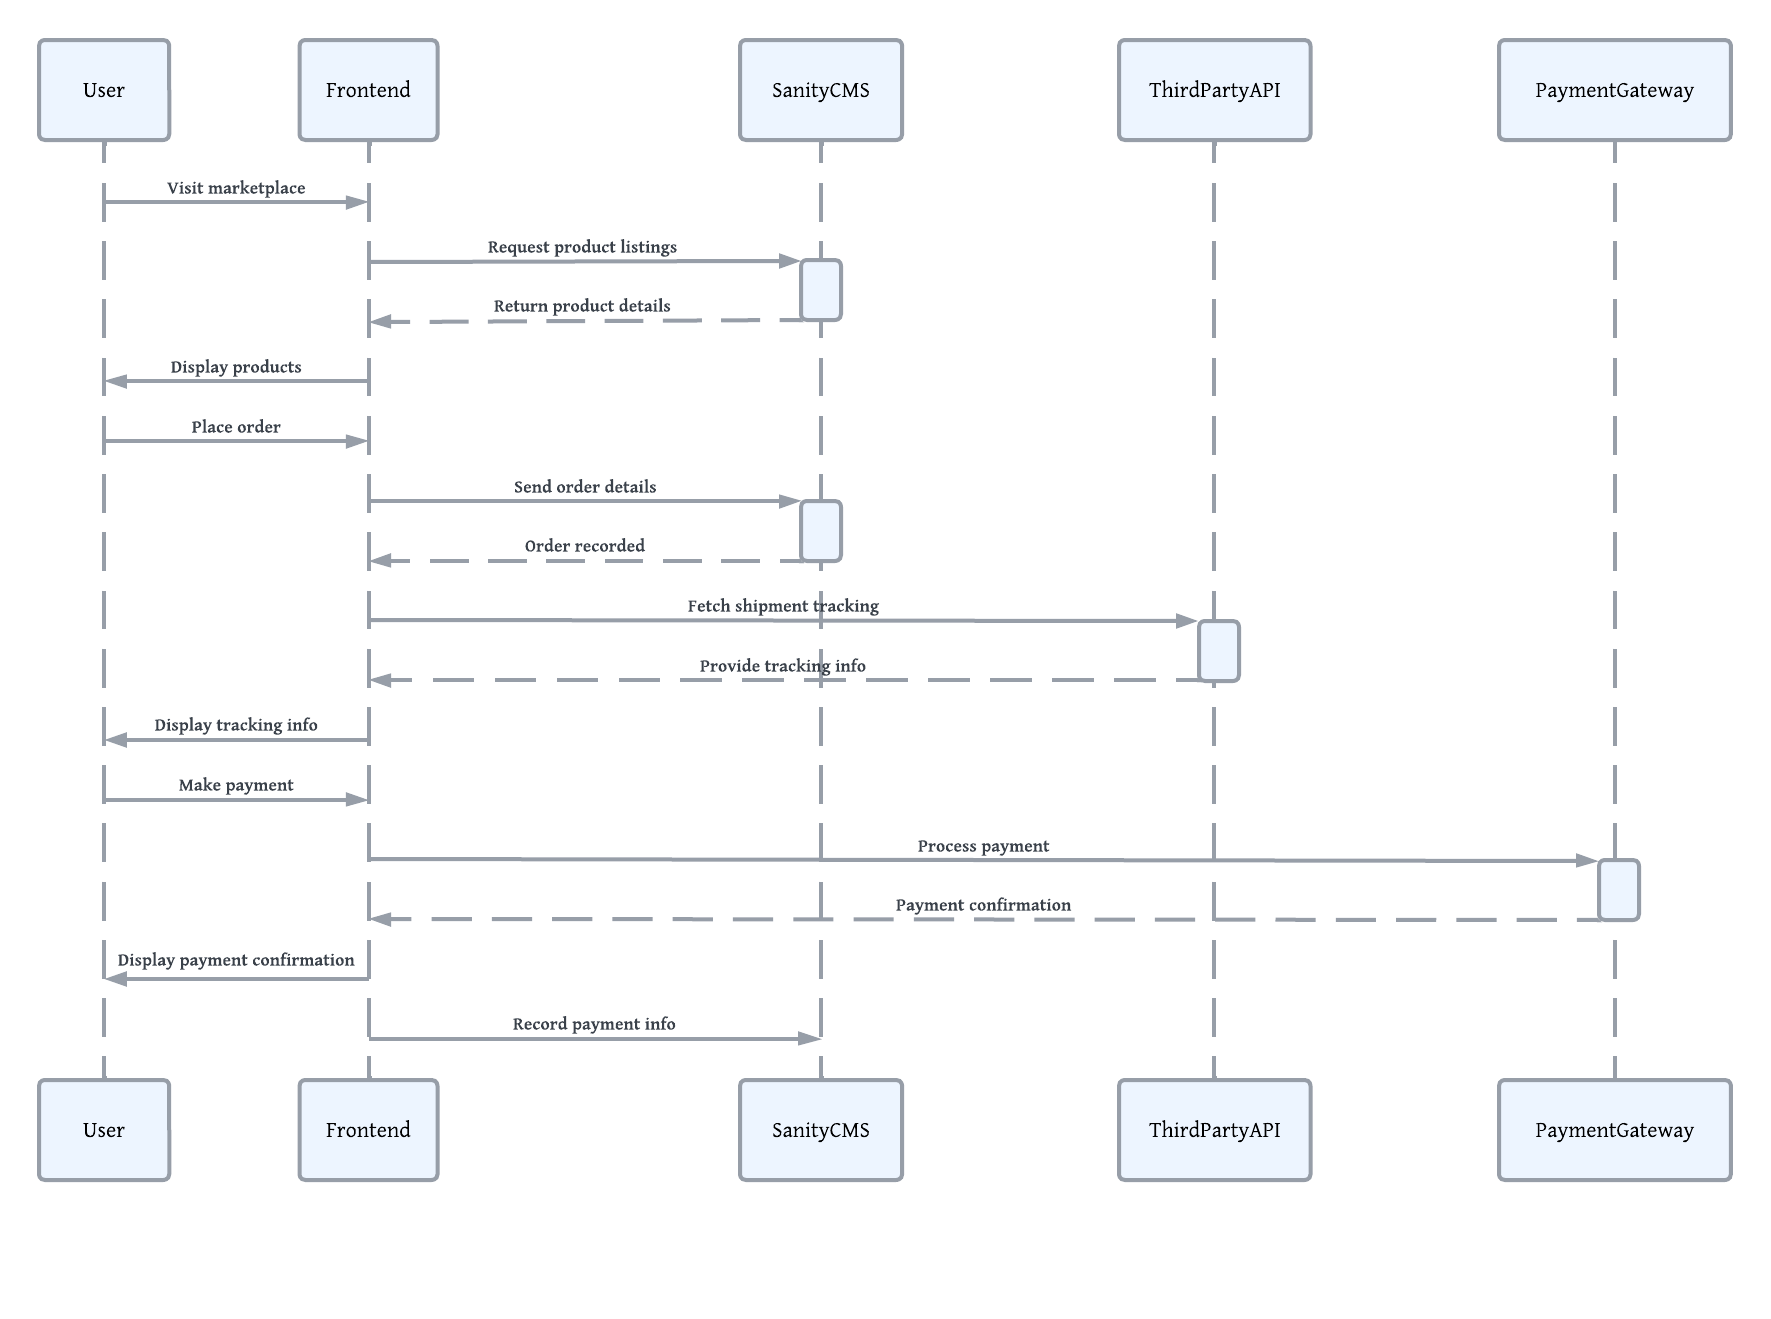 User
Frontend
SanityCMS
ThirdPartyAPI
PaymentGateway
Visit marketplace
Request product listings
Return product details
Display products
Place order
Send order details
Order recorded
Fetch shipment tracking
Provide tracking info
Display tracking info
Make payment
Process payment
Payment confirmation
Display payment confirmation
Record payment info
User
Frontend
SanityCMS
ThirdPartyAPI
PaymentGateway